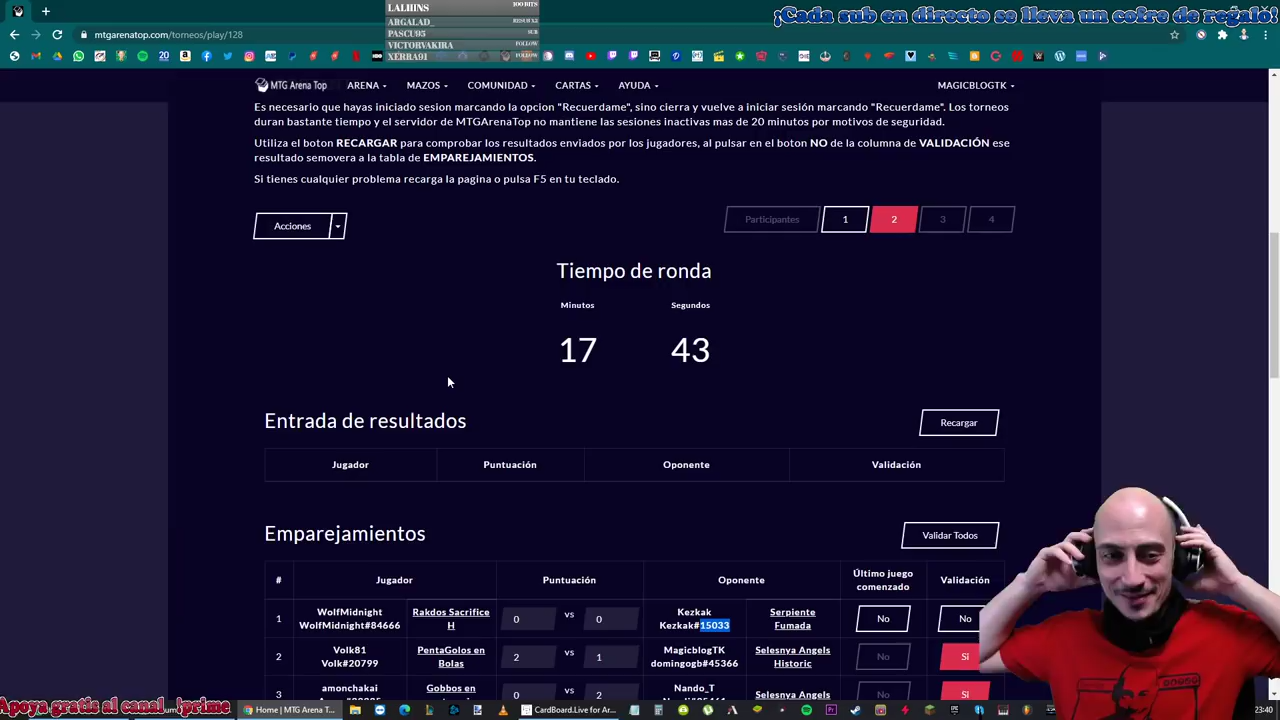 LALHINS 100 BITS
ARGALAD_ RESUB X2
PASCU95 SUB
VICTORVAKIRA FOLLOW
XERRA91 FOLLOW
¡Cada sub en directo se lleva un cofre de regalo!
mtgarenatop.com/torneos/play/128
MTG Arena Top ARENA MAZOS COMUNIDAD CARTAS AYUDA MAGICBLOGTK
Es necesario que hayas iniciado sesion marcando la opcion "Recuerdame", sino cierra y vuelve a iniciar sesión marcando "Recuerdame". Los torneos
duran bastante tiempo y el servidor de MTGArenaTop no mantiene las sesiones inactivas mas de 20 minutos por motivos de seguridad.
Utiliza el boton RECARGAR para comprobar los resultados enviados por los jugadores, al pulsar en el boton NO de la columna de VALIDACIÓN ese
resultado semovera a la tabla de EMPAREJAMIENTOS.
Si tienes cualquier problema recarga la pagina o pulsa F5 en tu teclado.
Acciones
Participantes 1 2 3 4
Tiempo de ronda
Minutos Segundos
17 43
Entrada de resultados
Recargar
Jugador Puntuación Oponente Validación
Emparejamientos
Validar Todos
# Jugador Puntuación Oponente Último juego comenzado Validación
1 WolfMidnight Rakdos Sacrifice 0 vs 0 Kezkak Serpiente No No
WolfMidnight#84666 H Kezkak#15033 Fumada
2 Volk81 PentaGolos en 2 vs 1 MagicblogTK Selesnya Angels No Si
Volk#20799 Bolas domingogb#45366 Historic
3 amonchakai Gobbos en 0 vs 2 Nando_T Selesnya Angels No Si
Apoya gratis al canal
prime
Home | MTG Arena T...
CardBoard.Live for Ar...
23:40